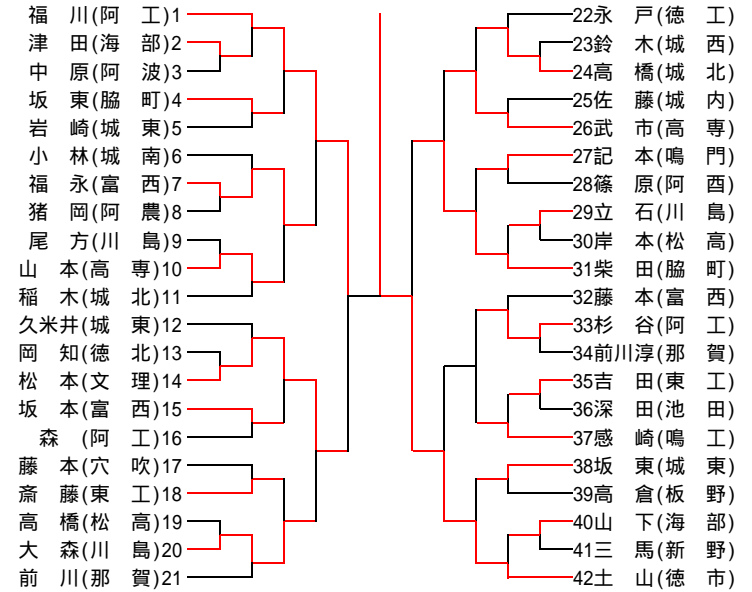 福　川(阿　工)1
津　田(海　部)2
中　原(阿　波)3
坂　東(脇　町)4
岩　崎(城　東)5
小　林(城　南)6
福　永(富　西)7
猪　岡(阿　農)8
尾　方(川　島)9
山　本(高　専)10
稲　木(城　北)11
久米井(城　東)12
岡　知(徳　北)13
松　本(文　理)14
坂　本(富　西)15
森　(阿　工)16
藤　本(穴　吹)17
斎　藤(東　工)18
高　橋(松　高)19
大　森(川　島)20
前　川(那　賀)21
22永　戸(徳　工)
23鈴　木(城　西)
24高　橋(城　北)
25佐　藤(城　内)
26武　市(高　専)
27記　本(鳴　門)
28篠　原(阿　酉)
29立　石(川　島)
30岸　本(松　高)
31柴　田(脇　町)
32藤　本(富　西)
33杉　谷(阿　工)
34前川淳(那　賀)
35吉　田(東　工)
36深　田(池　田)
37感　崎(鳴　工)
38坂　東(城　東)
39高　倉(板　野)
40山　下(海　部)
41三　馬(新　野)
42土　山(徳　市)